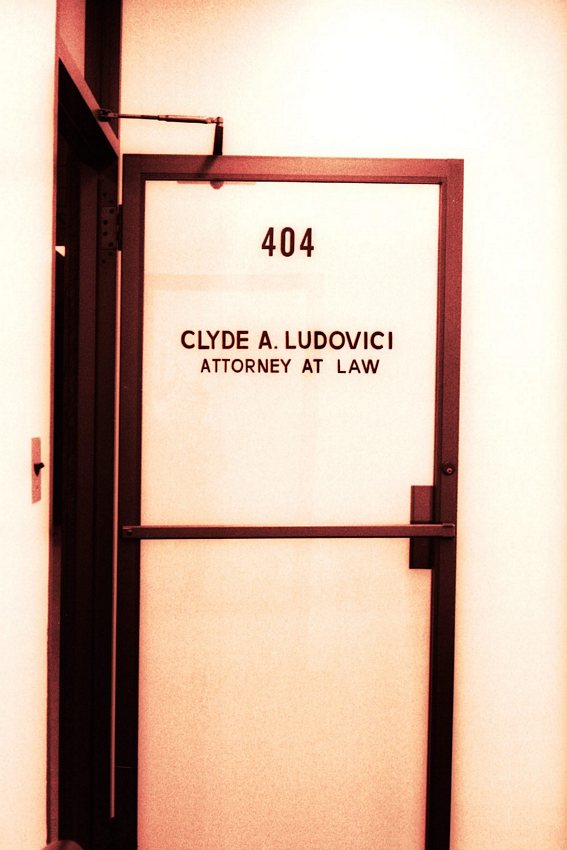 404
CLYDE A. LUDOVICI
ATTORNEY AT LAW